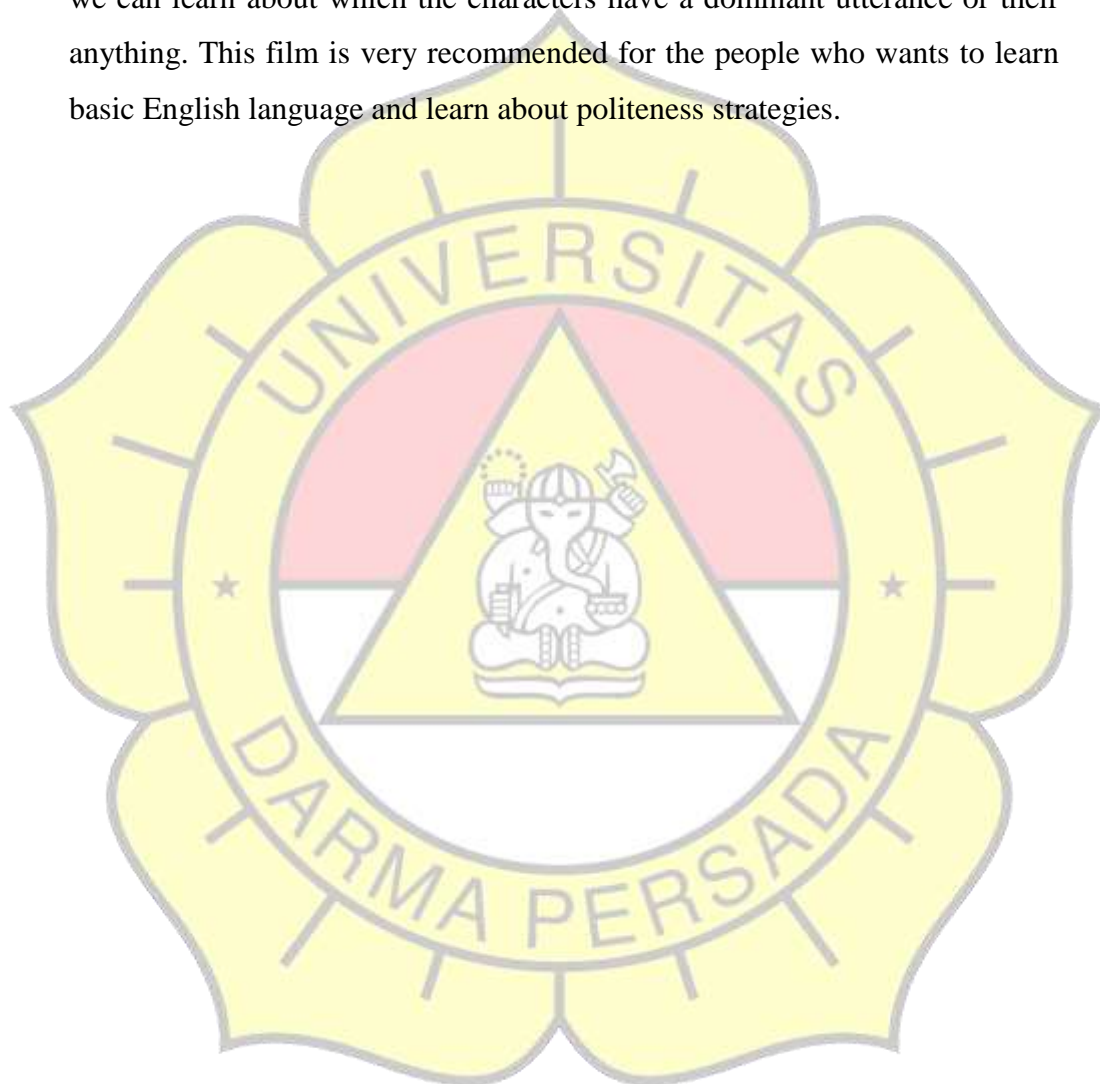 we can learn about which the characters have a dominant utterance or their
anything. This film is very recommended for the people who wants to learn
basic English language and learn about politeness strategies.
UNIVERSITAS
DARMA PERSADA